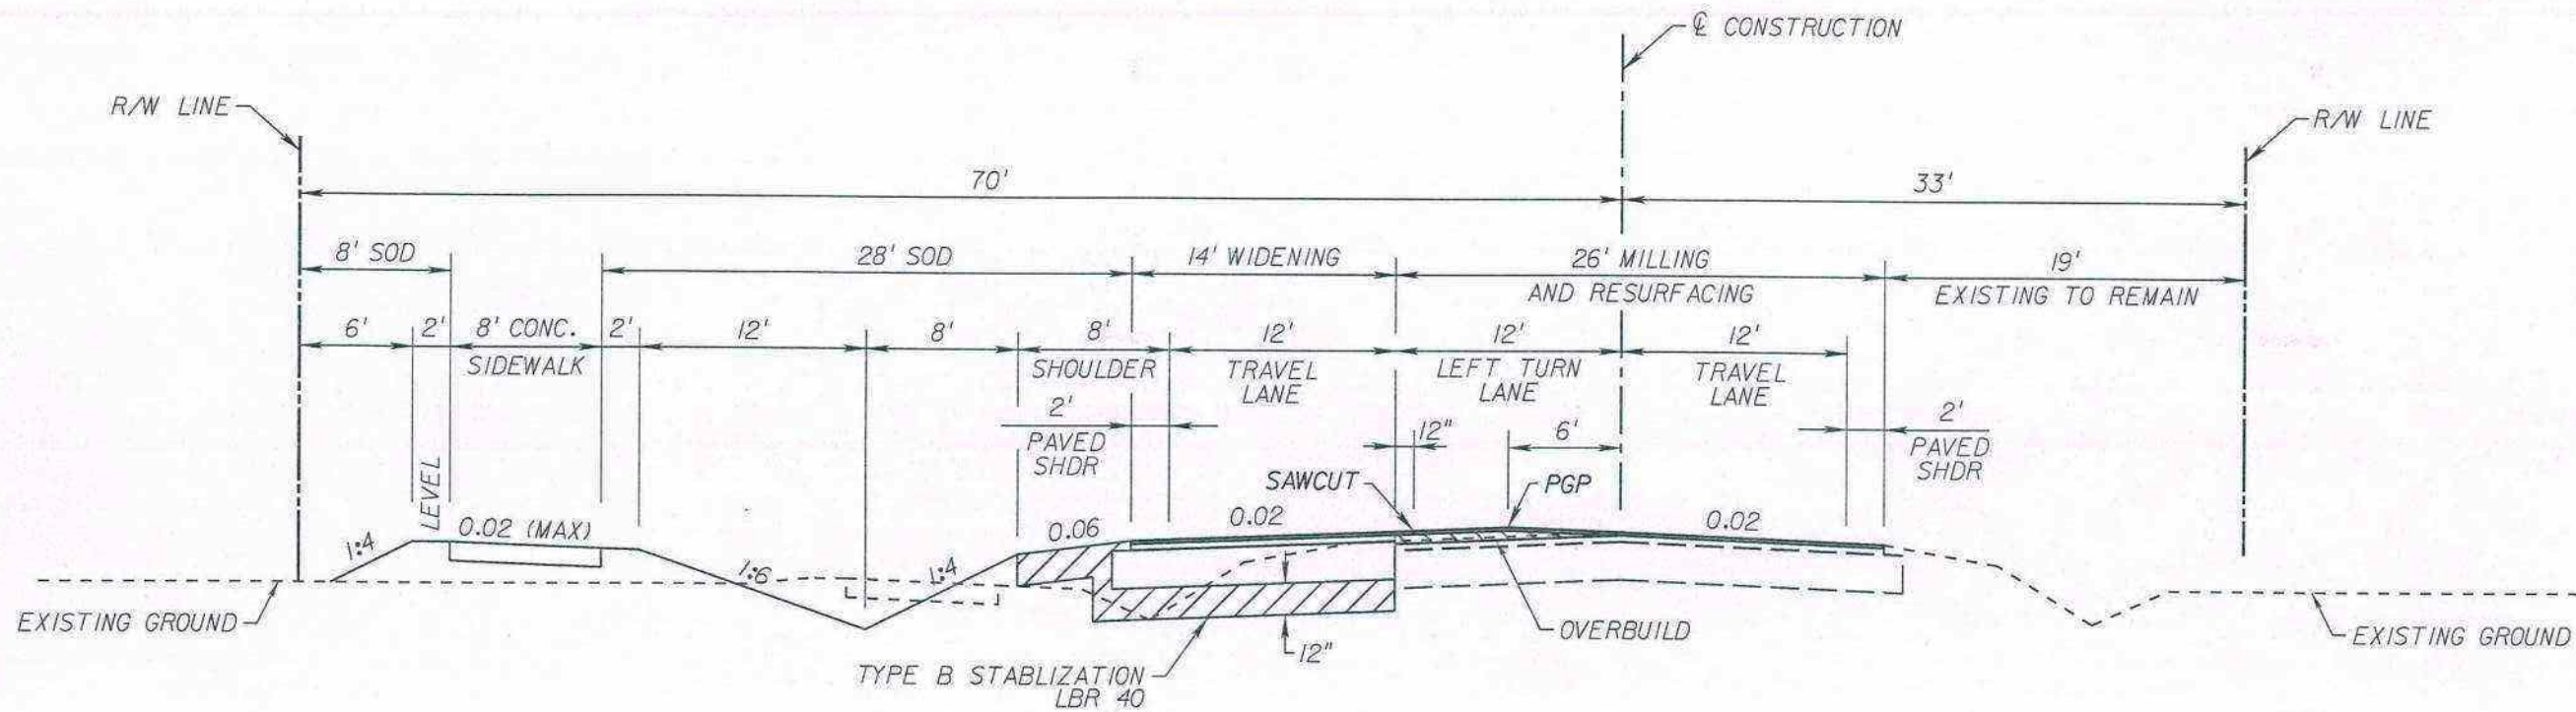 ℄ CONSTRUCTION
R/W LINE
R/W LINE
70'
33'
8' SOD
28' SOD
14' WIDENING
26' MILLING
AND RESURFACING
19'
EXISTING TO REMAIN
6'
2'
8' CONC.
SIDEWALK
2'
12'
8'
8'
SHOULDER
12'
TRAVEL
LANE
12'
LEFT TURN
LANE
12'
TRAVEL
LANE
2'
PAVED
SHDR
12"
6'
2'
PAVED
SHDR
LEVEL
SAWCUT
PGP
1:4
0.02 (MAX)
1:6
1:4
0.06
0.02
0.02
EXISTING GROUND
OVERBUILD
EXISTING GROUND
12"
TYPE B STABLIZATION
LBR 40